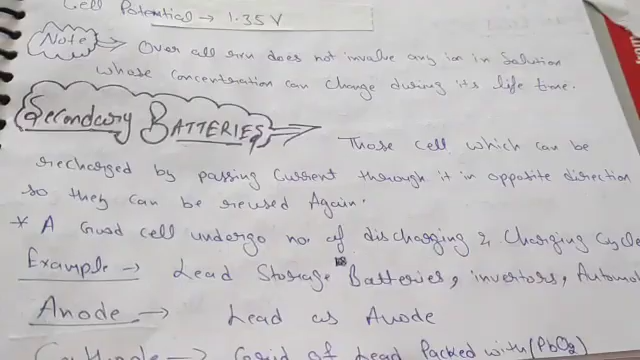 Cell Potential → 1.35 V
Note ⇒ Over all rxn does not involve any ion in Solution
whose concentration can change during its life time.
Secondary BATTERIES ⇒ Those cell which can be
recharged by passing Current through it in opposite direction
so they can be reused Again.
* A Good cell undergo no. of discharging & Charging Cycle
Example → Lead Storage Batteries, invertors, Automo
Anode → Lead as Anode
Cathode → Grid of Lead Packed with (PbO2)